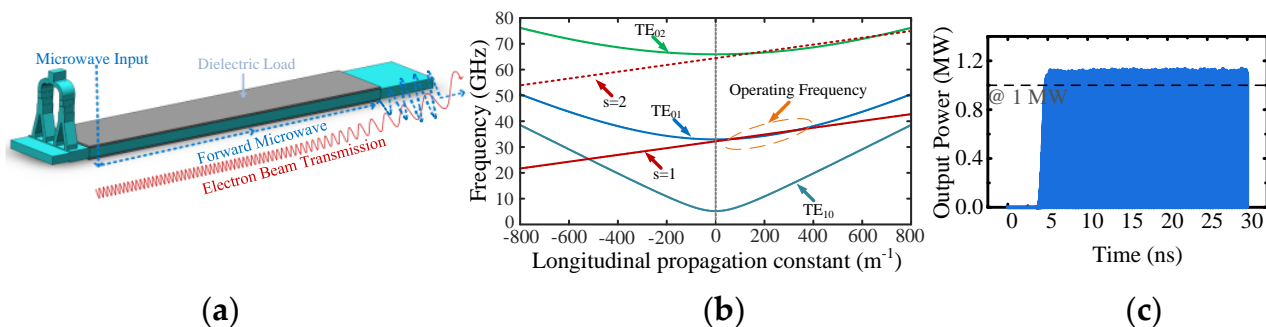 Microwave Input
Dielectric Load
Forward Microwave
Electron Beam Transmission
(a)
Frequency (GHz)
80
70
60
50
40
30
20
10
0
TE02
s=2
Operating Frequency
TE01
s=1
TE10
-800 -600 -400 -200 0 200 400 600 800
Longitudinal propagation constant (m-1)
(b)
Output Power (MW)
1.2
@ 1 MW
0.6
0.0
0 5 10 15 20 25 30
Time (ns)
(c)